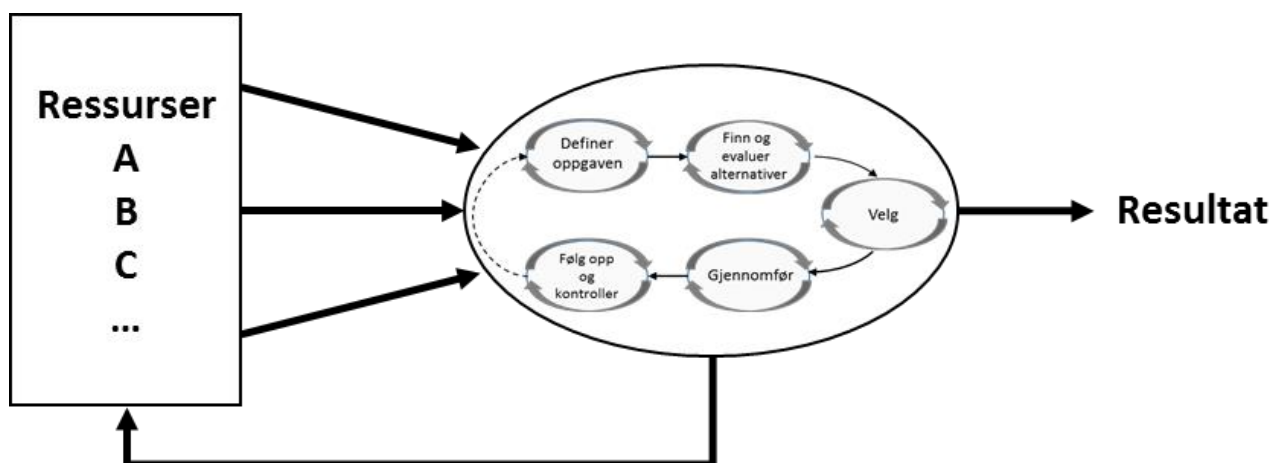 Ressurser
A
B
C
...
Definer
oppgaven
Finn og
evaluer
alternativer
Velg
Gjennomfør
Følg opp
og
kontroller
Resultat